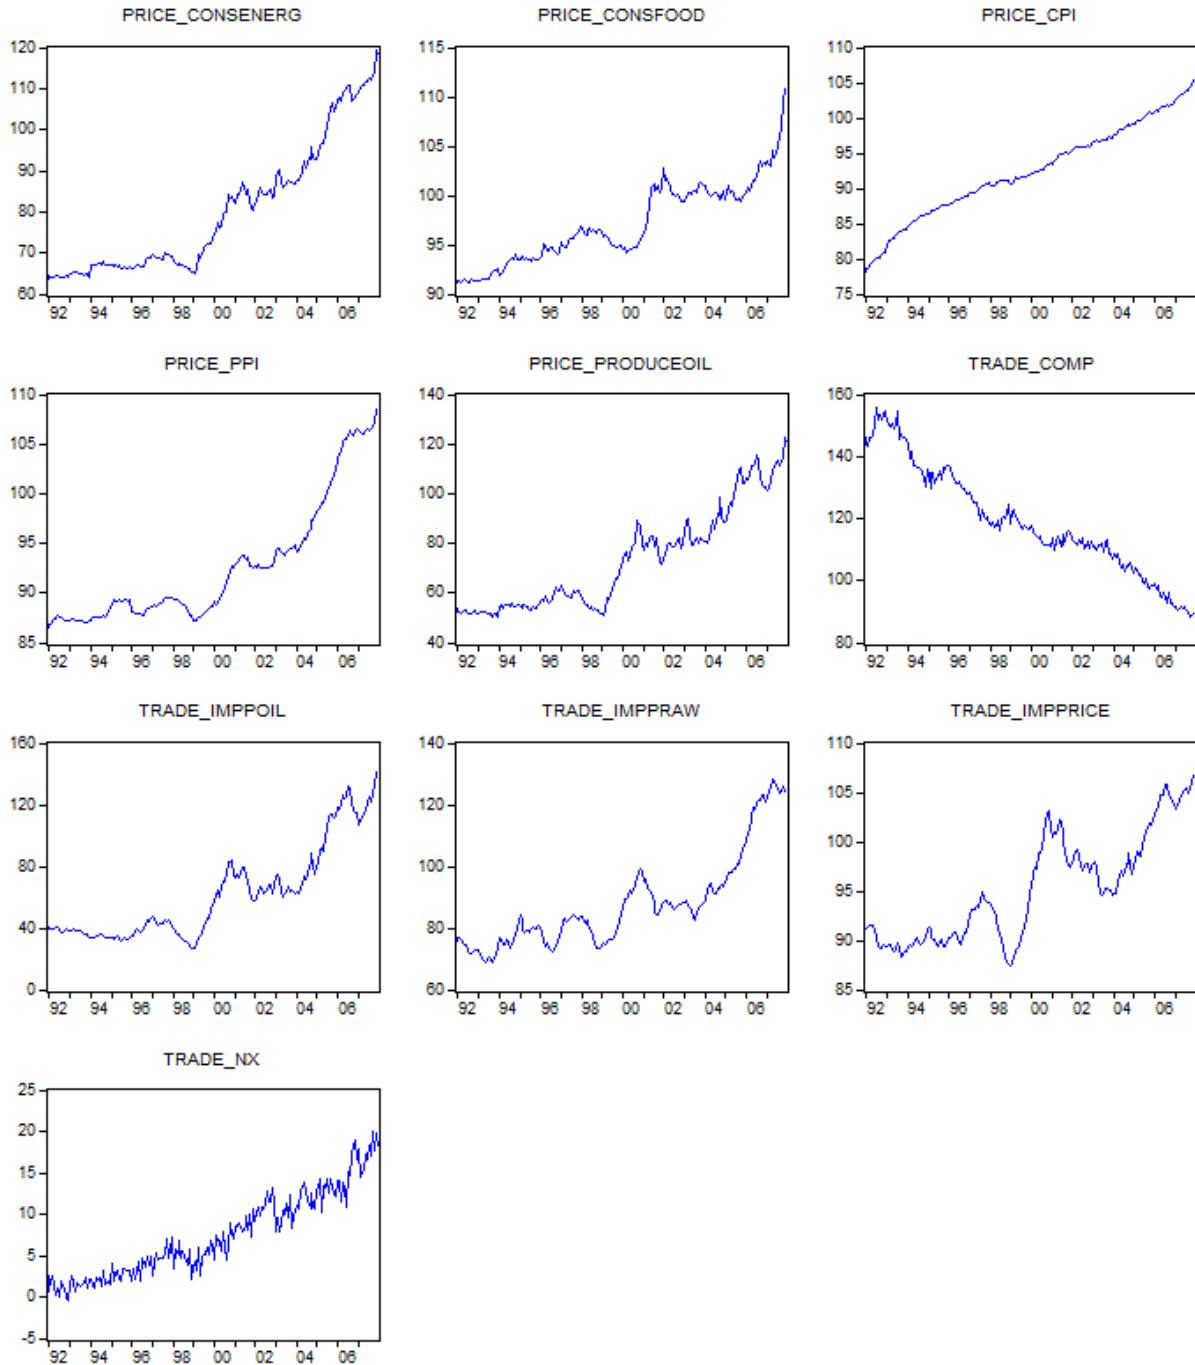 PRICE_CONSENERG PRICE_CONSFOOD PRICE_CPI
120 115 110
110 110 105
100 105 100
90 100 95
80 95 90
70 90 85
60 80
75
92 94 96 98 00 02 04 06 92 94 96 98 00 02 04 06 92 94 96 98 00 02 04 06
PRICE_PPI PRICE_PRODUCEOIL TRADE_COMP
110 140 160
105 120 140
100 100 120
95 80 100
90 60 80
85 40
92 94 96 98 00 02 04 06 92 94 96 98 00 02 04 06 92 94 96 98 00 02 04 06
TRADE_IMPPOIL TRADE_IMPPRAW TRADE_IMPPRICE
160 140 110
120 120 105
80 100 100
40 80 95
0 60 90
85
92 94 96 98 00 02 04 06 92 94 96 98 00 02 04 06 92 94 96 98 00 02 04 06
TRADE_NX
25
20
15
10
5
0
-5
92 94 96 98 00 02 04 06